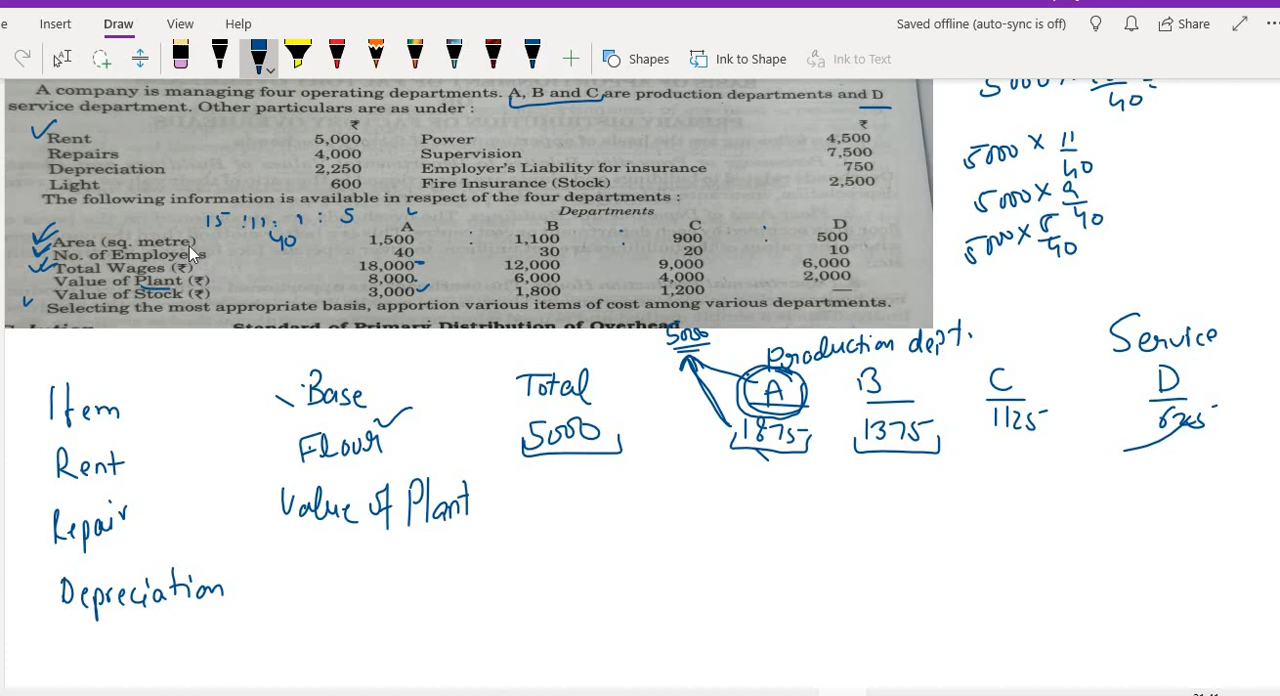 e Insert Draw View Help Saved offline (auto-sync is off) Share
Shapes Ink to Shape Ink to Text
A company is managing four operating departments. A, B and C are production departments and D
service department. Other particulars are as under :
₹ ₹
Rent 5,000 Power 4,500
Repairs 4,000 Supervision 7,500
Depreciation 2,250 Employer's Liability for insurance 750
Light 600 Fire Insurance (Stock) 2,500
The following information is available in respect of the four departments :
Departments
15 : 11 : 9 : 5
40
A B C D
Area (sq. metre) 1,500 : 1,100 : 900 : 500
No. of Employees 40 30 20 10
Total Wages (₹) 18,000 12,000 9,000 6,000
Value of Plant (₹) 8,000 6,000 4,000 2,000
Value of Stock (₹) 3,000 1,800 1,200 —
Selecting the most appropriate basis, apportion various items of cost among various departments.
Standard of Primary Distribution of Overhead
40
5000 × 11/40
5000 × 9/40
5000 × 5/40
5000 Production dept. Service
Item Base Total A B C D
Rent Flour 5000 1875 1375 1125 625
Repair Value of Plant
Depreciation